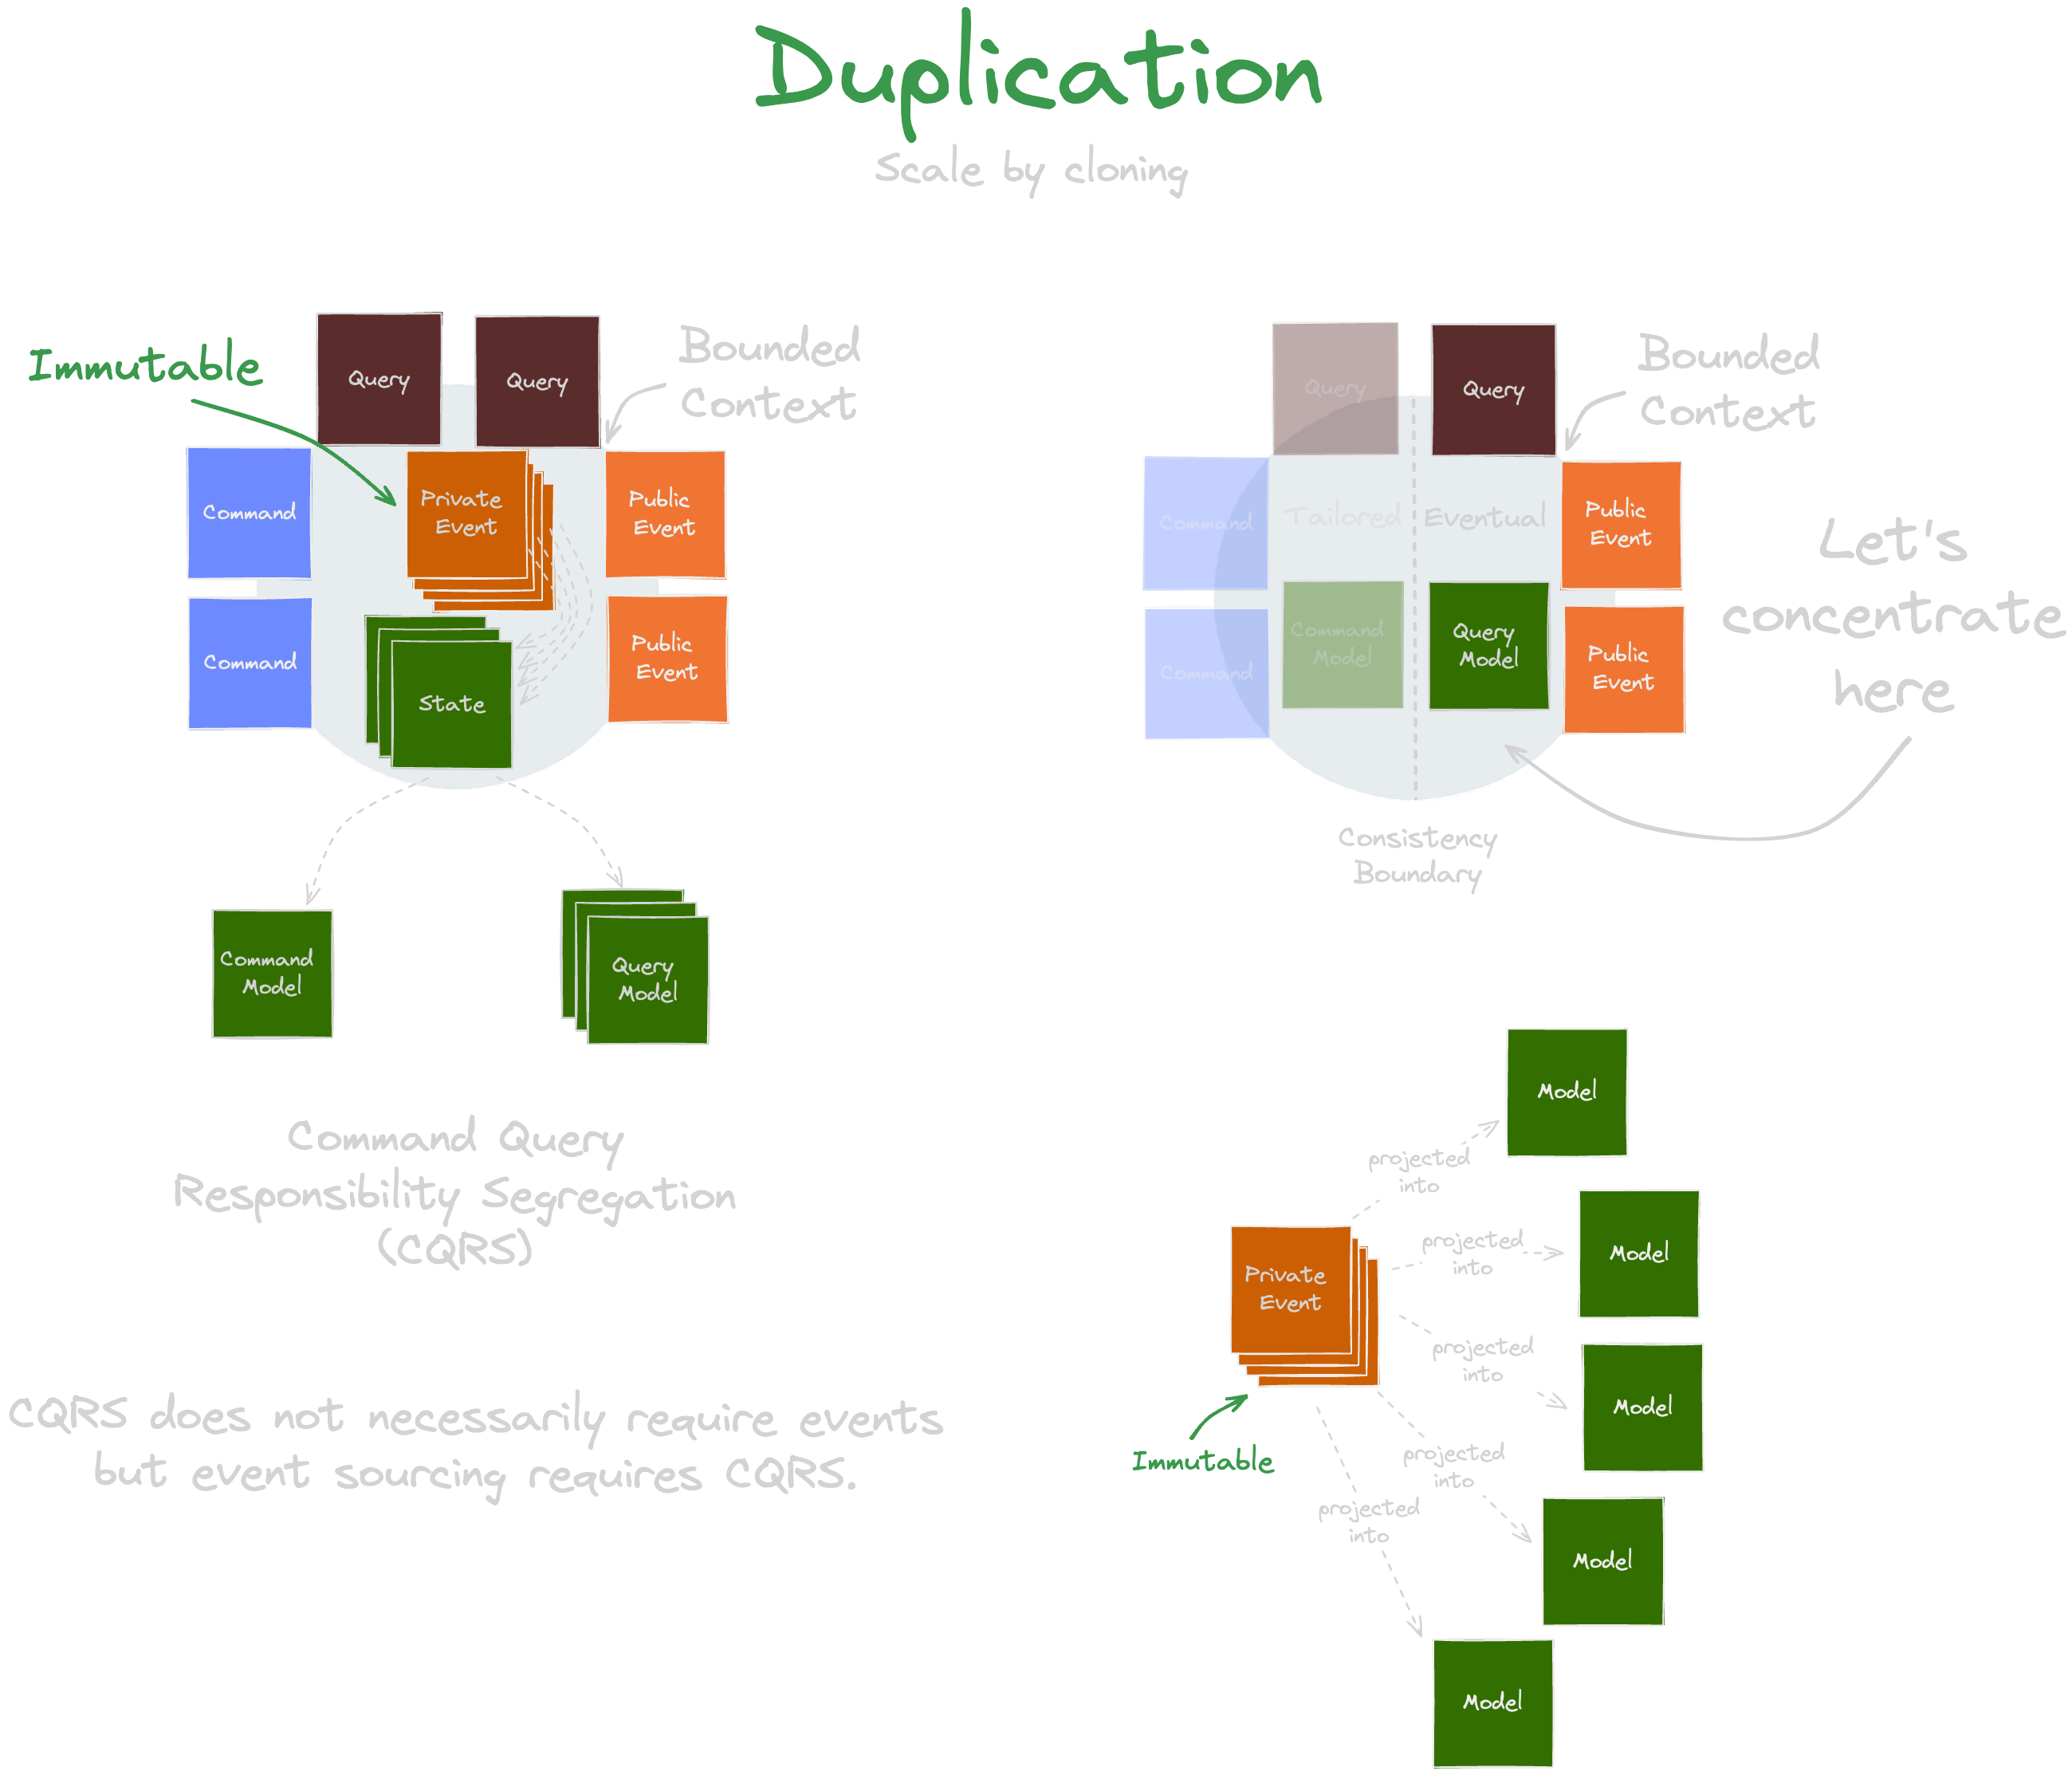 Duplication
Scale by cloning
Immutable
Query
Query
Bounded
Context
Command
Private
Event
Public
Event
Command
State
Public
Event
Command
Model
Query
Model
Command Query
Responsibility Segregation
(CQRS)
CQRS does not necessarily require events
but event sourcing requires CQRS.
Query
Query
Bounded
Context
Command
Tailored
Eventual
Public
Event
Command
Command
Model
Query
Model
Public
Event
Let's
concentrate
here
Consistency
Boundary
Model
projected
into
Private
Event
projected
into
Model
projected
into
Model
Immutable
projected
into
projected
into
Model
Model